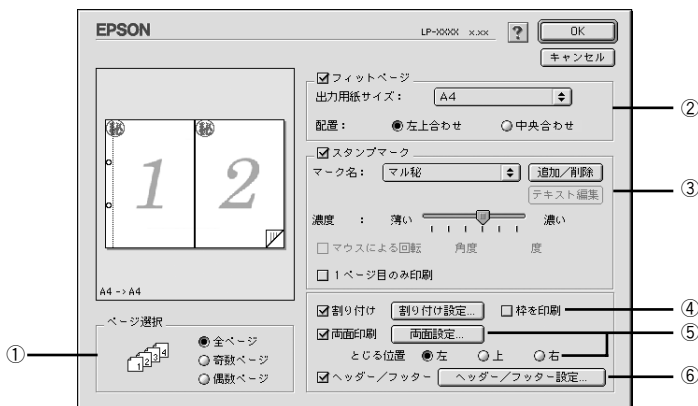 EPSON
LP-XXXX x.xx
?
OK
キャンセル
㊙
㊙
1
2
A4 -> A4
フィットページ
出力用紙サイズ：
A4
配置：
左上合わせ
中央合わせ
②
スタンプマーク
マーク名：
マル秘
追加/削除
テキスト編集
③
濃度 ：
薄い
濃い
マウスによる回転
角度
度
1ページ目のみ印刷
ページ選択
1 2 3 4
全ページ
奇数ページ
偶数ページ
①
割り付け
割り付け設定...
枠を印刷
④
両面印刷
両面設定...
⑤
とじる位置
左
上
右
ヘッダー/フッター
ヘッダー/フッター設定...
⑥